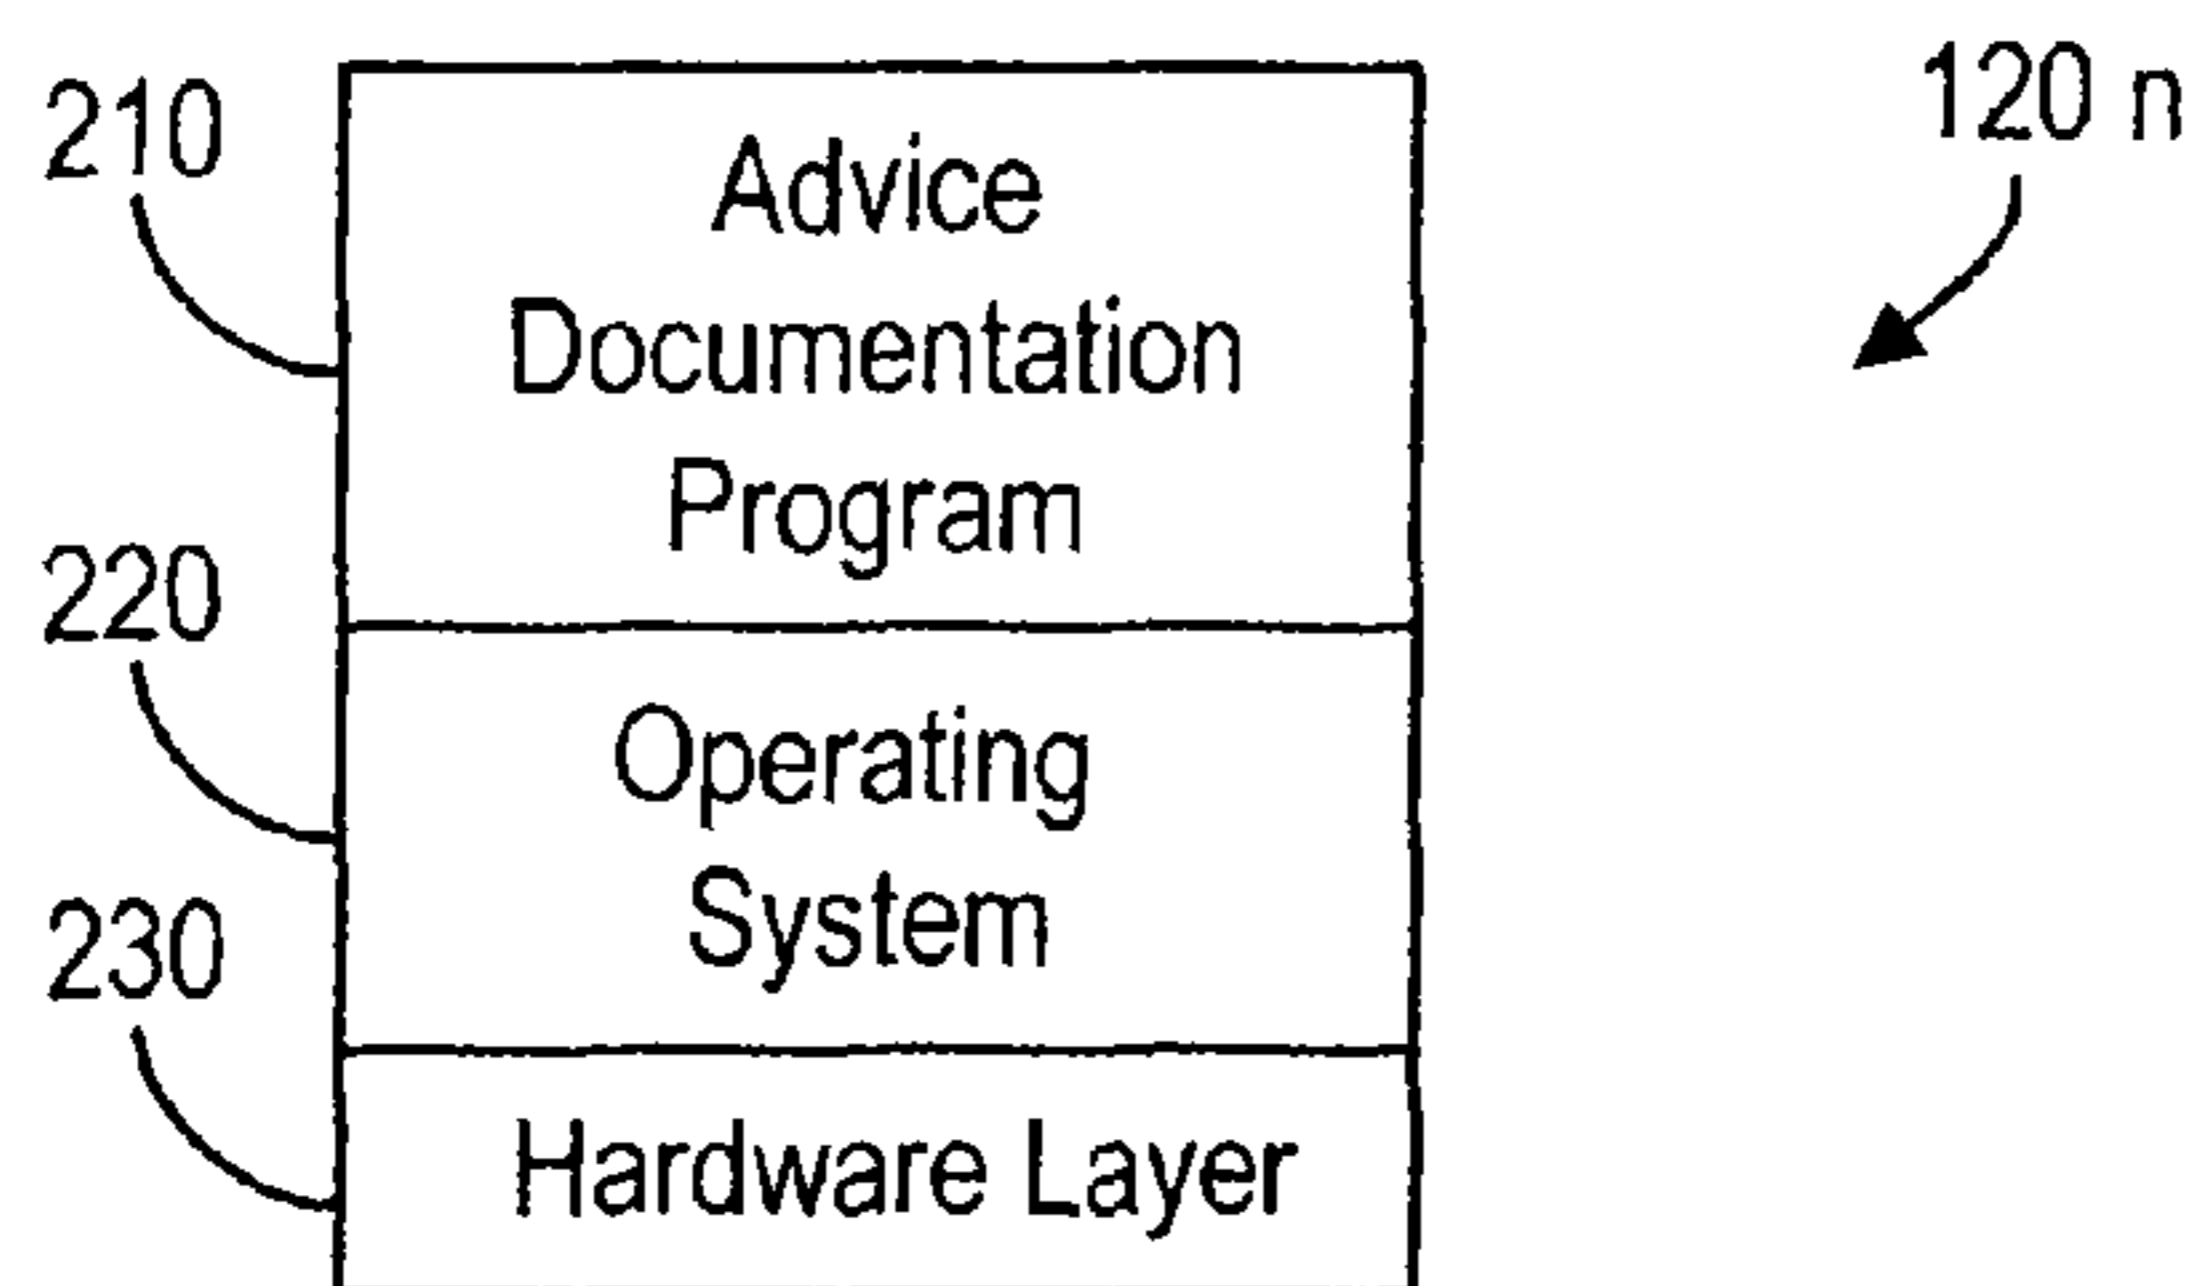 210
120 n
Advice
Documentation
Program
220
Operating
System
230
Hardware Layer